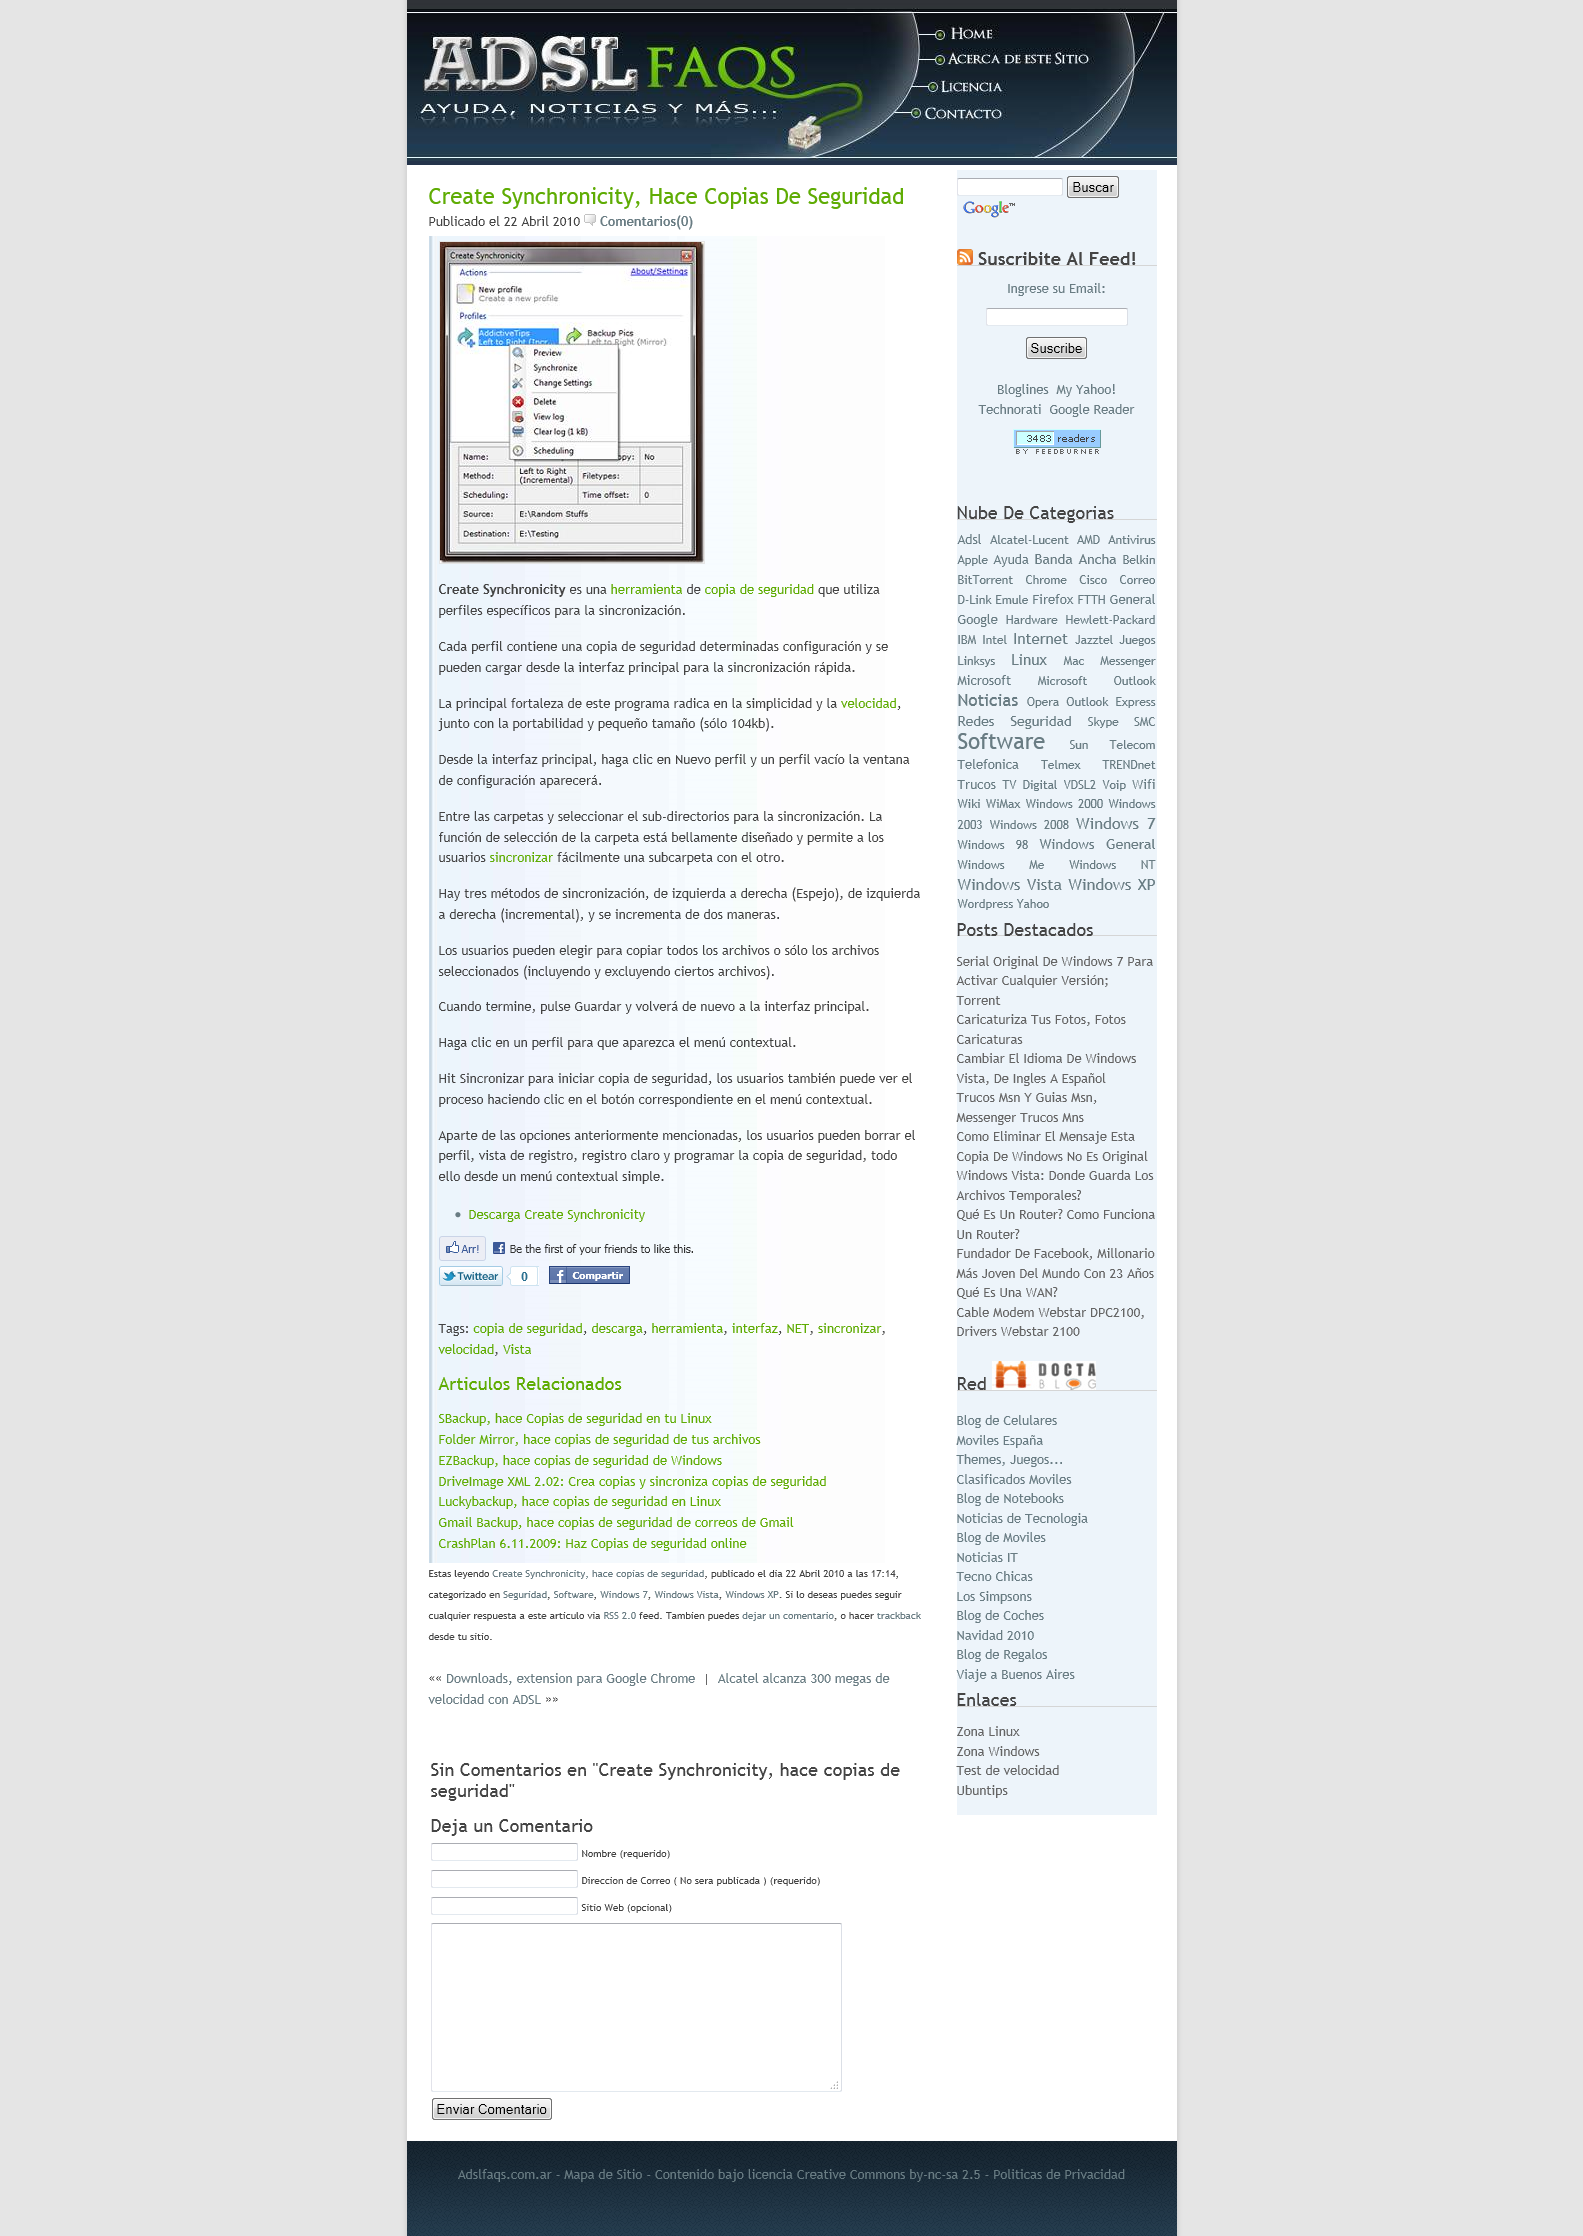 ADSL FAQS
AYUDA, NOTICIAS Y MÁS...
Home
Acerca de este Sitio
Licencia
Contacto
Create Synchronicity, Hace Copias De Seguridad
Publicado el 22 Abril 2010 Comentarios(0)
Create Synchronicity
Actions
About/Settings
New profile
Create a new profile
Profiles
AddictiveTips
Left to Right (Incr...
Backup Pics
Left to Right (Mirror)
Preview
Synchronize
Change Settings
Delete
View log
Clear log (1 kB)
Scheduling
Name: opy: No
Method: Left to Right (Incremental) Filetypes:
Scheduling: Time offset: 0
Source: E:\Random Stuffs
Destination: E:\Testing
Create Synchronicity es una herramienta de copia de seguridad que utiliza
perfiles específicos para la sincronización.
Cada perfil contiene una copia de seguridad determinadas configuración y se
pueden cargar desde la interfaz principal para la sincronización rápida.
La principal fortaleza de este programa radica en la simplicidad y la velocidad,
junto con la portabilidad y pequeño tamaño (sólo 104kb).
Desde la interfaz principal, haga clic en Nuevo perfil y un perfil vacío la ventana
de configuración aparecerá.
Entre las carpetas y seleccionar el sub-directorios para la sincronización. La
función de selección de la carpeta está bellamente diseñado y permite a los
usuarios sincronizar fácilmente una subcarpeta con el otro.
Hay tres métodos de sincronización, de izquierda a derecha (Espejo), de izquierda
a derecha (incremental), y se incrementa de dos maneras.
Los usuarios pueden elegir para copiar todos los archivos o sólo los archivos
seleccionados (incluyendo y excluyendo ciertos archivos).
Cuando termine, pulse Guardar y volverá de nuevo a la interfaz principal.
Haga clic en un perfil para que aparezca el menú contextual.
Hit Sincronizar para iniciar copia de seguridad, los usuarios también puede ver el
proceso haciendo clic en el botón correspondiente en el menú contextual.
Aparte de las opciones anteriormente mencionadas, los usuarios pueden borrar el
perfil, vista de registro, registro claro y programar la copia de seguridad, todo
ello desde un menú contextual simple.
• Descarga Create Synchronicity
Arr! Be the first of your friends to like this.
Twittear 0 Compartir
Tags: copia de seguridad, descarga, herramienta, interfaz, NET, sincronizar,
velocidad, Vista
Articulos Relacionados
SBackup, hace Copias de seguridad en tu Linux
Folder Mirror, hace copias de seguridad de tus archivos
EZBackup, hace copias de seguridad de Windows
DriveImage XML 2.02: Crea copias y sincroniza copias de seguridad
Luckybackup, hace copias de seguridad en Linux
Gmail Backup, hace copias de seguridad de correos de Gmail
CrashPlan 6.11.2009: Haz Copias de seguridad online
Estas leyendo Create Synchronicity, hace copias de seguridad, publicado el dia 22 Abril 2010 a las 17:14,
categorizado en Seguridad, Software, Windows 7, Windows Vista, Windows XP. Si lo deseas puedes seguir
cualquier respuesta a este articulo via RSS 2.0 feed. Tambien puedes dejar un comentario, o hacer trackback
desde tu sitio.
«« Downloads, extension para Google Chrome | Alcatel alcanza 300 megas de
velocidad con ADSL »»
Sin Comentarios en "Create Synchronicity, hace copias de
seguridad"
Deja un Comentario
Nombre (requerido)
Direccion de Correo ( No sera publicada ) (requerido)
Sitio Web (opcional)
Enviar Comentario
Buscar
Google™
Suscribite Al Feed!
Ingrese su Email:
Suscribe
Bloglines My Yahoo!
Technorati Google Reader
3483 readers
BY FEEDBURNER
Nube De Categorias
Adsl Alcatel-Lucent AMD Antivirus
Apple Ayuda Banda Ancha Belkin
BitTorrent Chrome Cisco Correo
D-Link Emule Firefox FTTH General
Google Hardware Hewlett-Packard
IBM Intel Internet Jazztel Juegos
Linksys Linux Mac Messenger
Microsoft Microsoft Outlook
Noticias Opera Outlook Express
Redes Seguridad Skype SMC
Software Sun Telecom
Telefonica Telmex TRENDnet
Trucos TV Digital VDSL2 Voip Wifi
Wiki WiMax Windows 2000 Windows
2003 Windows 2008 Windows 7
Windows 98 Windows General
Windows Me Windows NT
Windows Vista Windows XP
Wordpress Yahoo
Posts Destacados
Serial Original De Windows 7 Para
Activar Cualquier Versión;
Torrent
Caricaturiza Tus Fotos, Fotos
Caricaturas
Cambiar El Idioma De Windows
Vista, De Ingles A Español
Trucos Msn Y Guias Msn,
Messenger Trucos Mns
Como Eliminar El Mensaje Esta
Copia De Windows No Es Original
Windows Vista: Donde Guarda Los
Archivos Temporales?
Qué Es Un Router? Como Funciona
Un Router?
Fundador De Facebook, Millonario
Más Joven Del Mundo Con 23 Años
Qué Es Una WAN?
Cable Modem Webstar DPC2100,
Drivers Webstar 2100
Red DOCTA BLOG
Blog de Celulares
Moviles España
Themes, Juegos...
Clasificados Moviles
Blog de Notebooks
Noticias de Tecnologia
Blog de Moviles
Noticias IT
Tecno Chicas
Los Simpsons
Blog de Coches
Navidad 2010
Blog de Regalos
Viaje a Buenos Aires
Enlaces
Zona Linux
Zona Windows
Test de velocidad
Ubuntips
Adslfaqs.com.ar - Mapa de Sitio - Contenido bajo licencia Creative Commons by-nc-sa 2.5 - Politicas de Privacidad